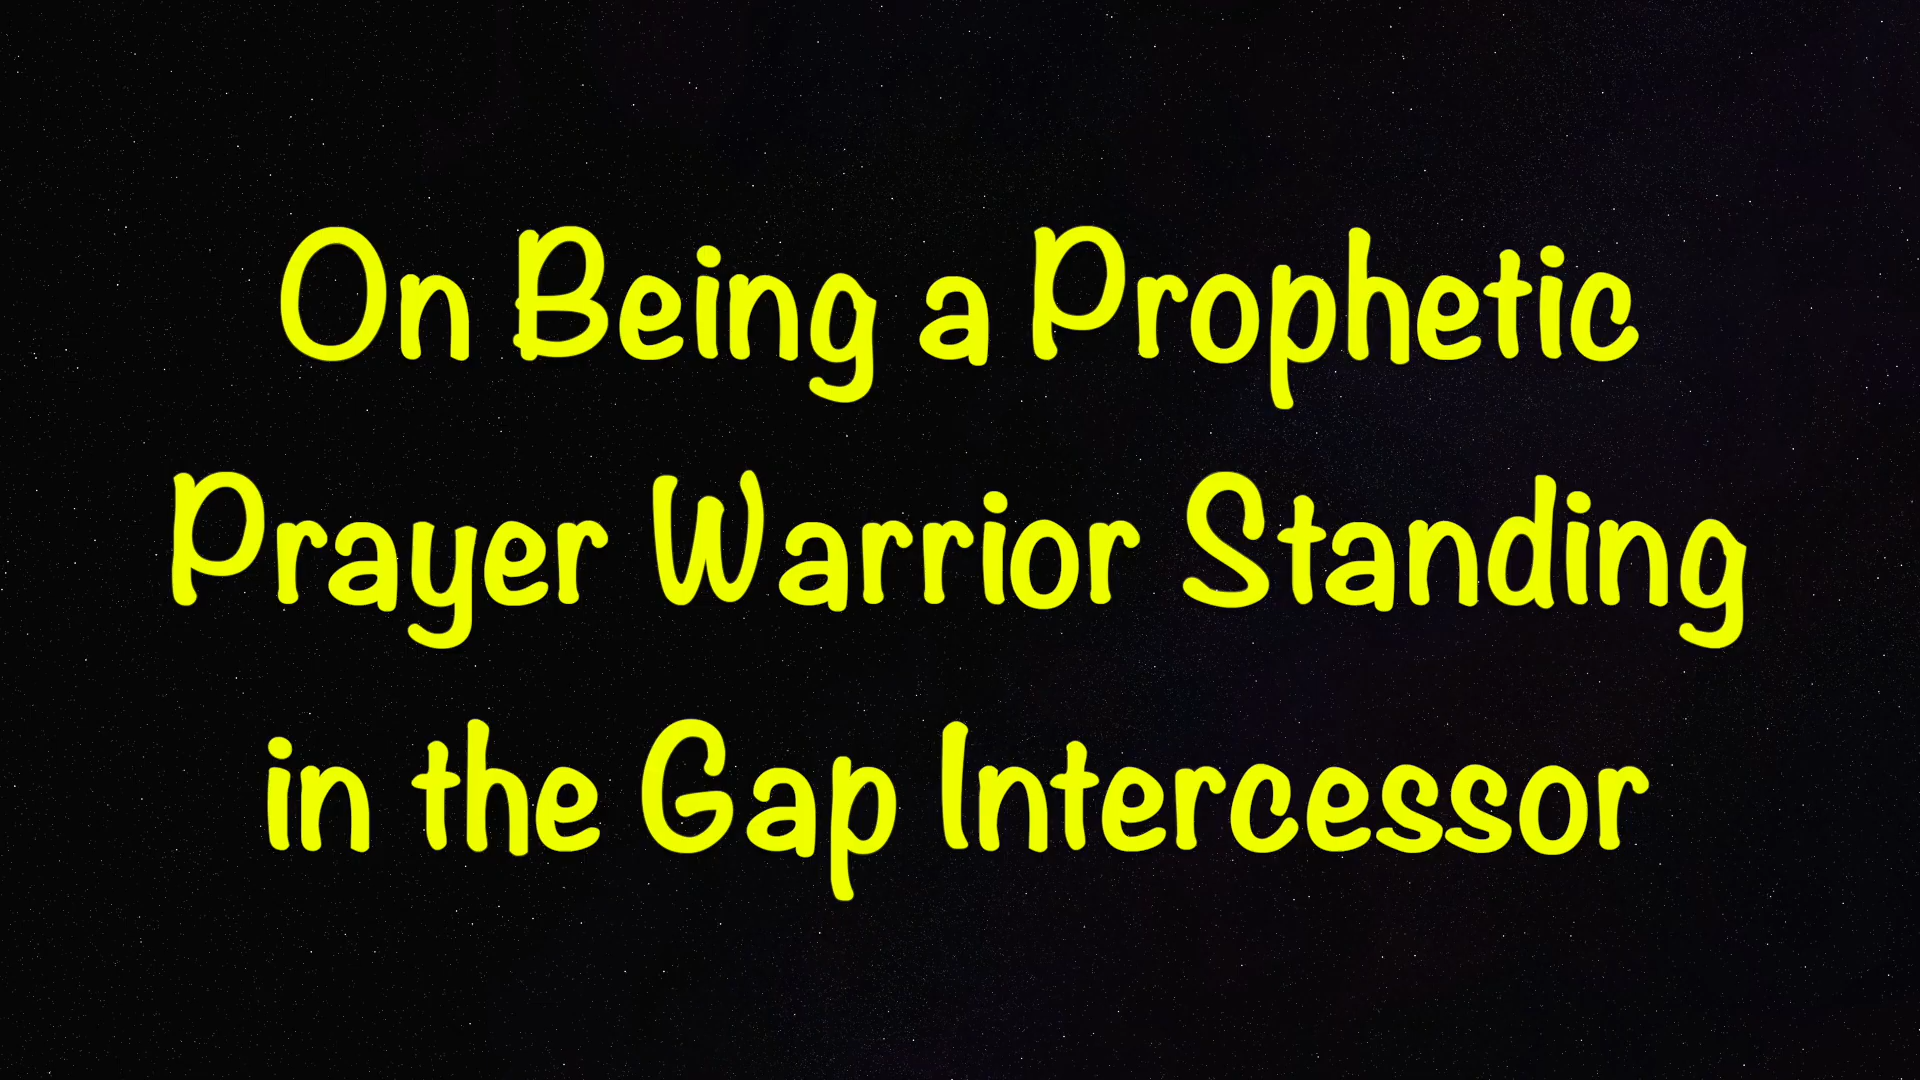 On Being a Prophetic
Prayer Warrior Standing
in the Gap Intercessor